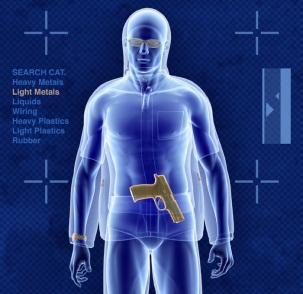 SEARCH CAT.
Heavy Metals
Light Metals
Liquids
Wiring
Heavy Plastics
Light Plastics
Rubber